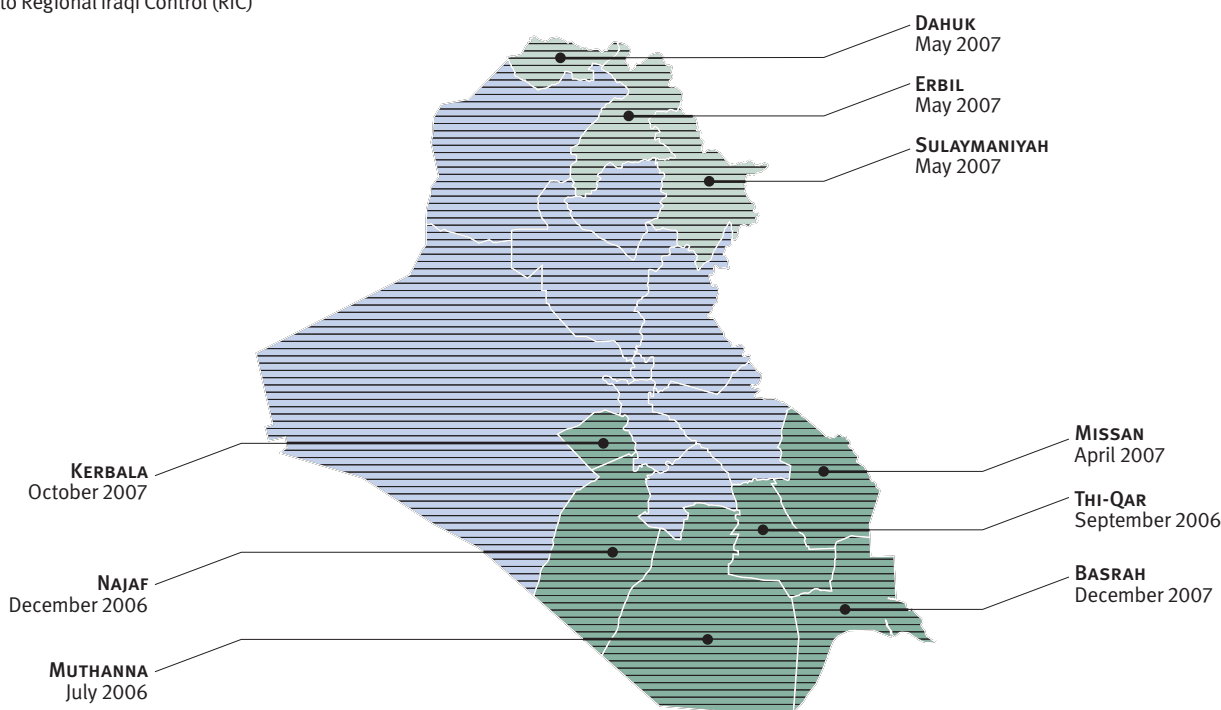 to Regional Iraqi Control (RIC)
DAHUK
May 2007
ERBIL
May 2007
SULAYMANIYAH
May 2007
MISSAN
April 2007
KERBALA
October 2007
THI-QAR
September 2006
NAJAF
December 2006
BASRAH
December 2007
MUTHANNA
July 2006